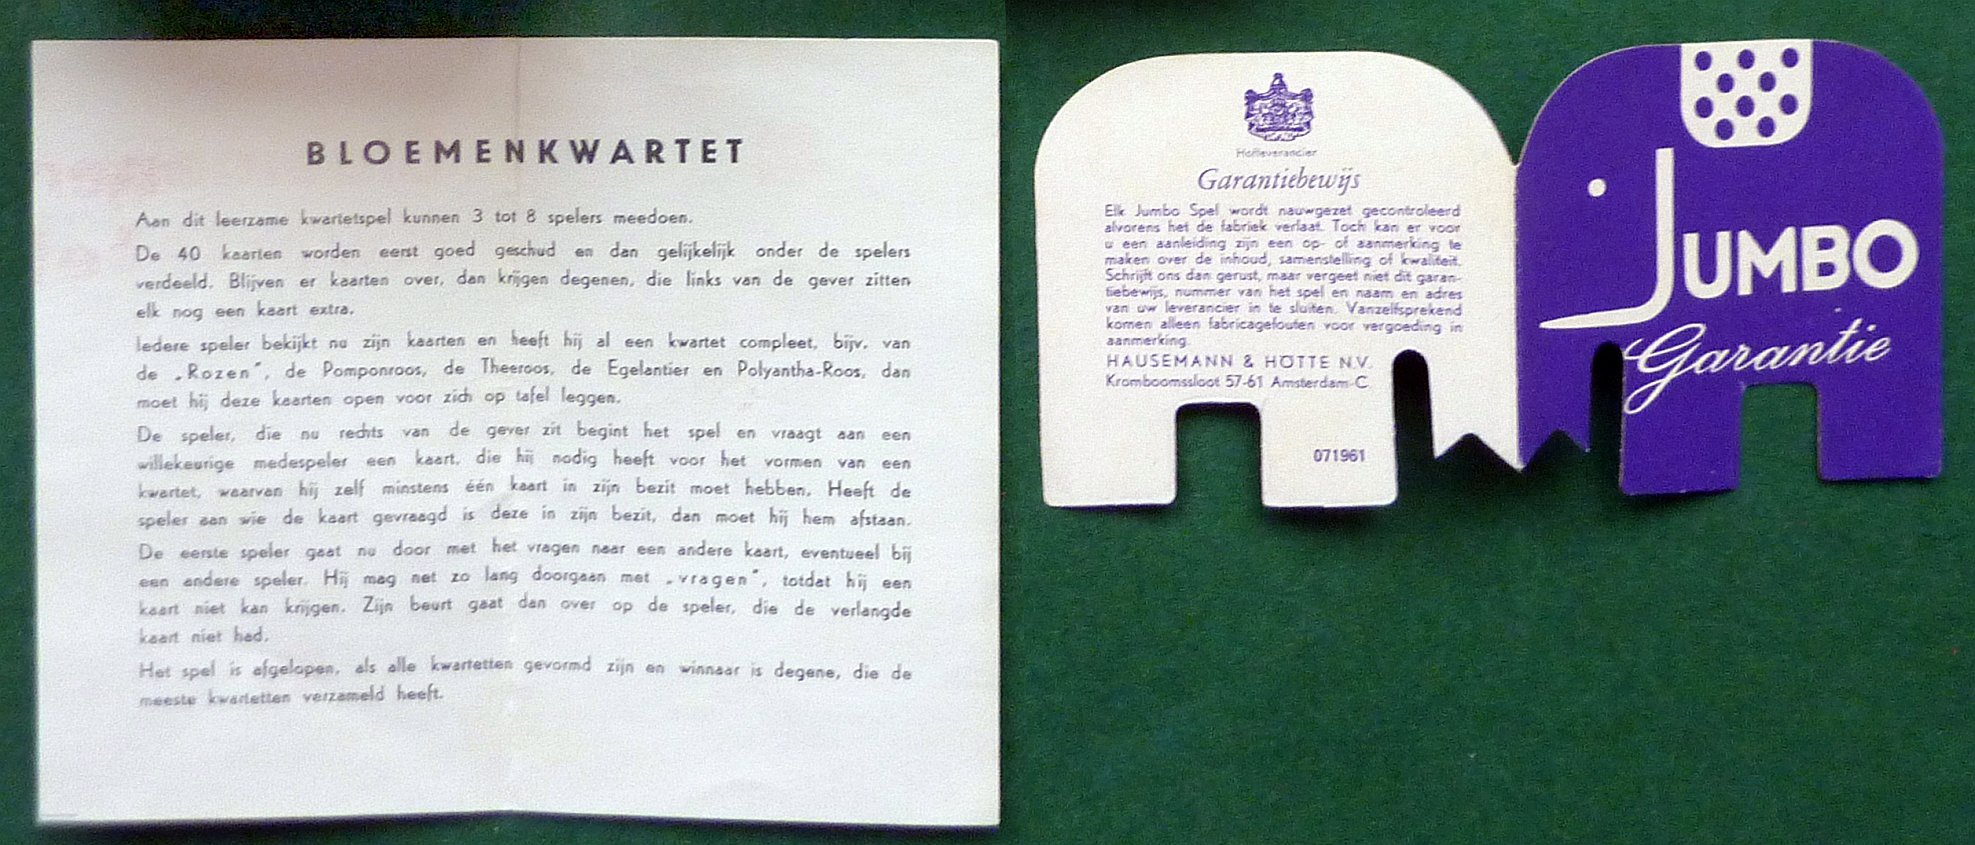 BLOEMENKWARTET
Aan dit leerzame kwartetspel kunnen 3 tot 8 spelers meedoen.
De 40 kaarten worden eerst goed geschud en dan gelijkelijk onder de spelers
verdeeld. Blijven er kaarten over, dan krijgen degenen, die links van de gever zitten
elk nog een kaart extra.
Iedere speler bekijkt nu zijn kaarten en heeft hij al een kwartet compleet, bijv. van
de „Rozen", de Pomponroos, de Theeroos, de Egelantier en Polyantha-Roos, dan
moet hij deze kaarten open voor zich op tafel leggen.
De speler, die nu rechts van de gever zit begint het spel en vraagt aan een
willekeurige medespeler een kaart, die hij nodig heeft voor het vormen van een
kwartet, waarvan hij zelf minstens één kaart in zijn bezit moet hebben. Heeft de
speler aan wie de kaart gevraagd is deze in zijn bezit, dan moet hij hem afstaan.
De eerste speler gaat nu door met het vragen naar een andere kaart, eventueel bij
een andere speler. Hij mag net zo lang doorgaan met „vragen", totdat hij een
kaart niet kan krijgen. Zijn beurt gaat dan over op de speler, die de verlangde
kaart niet had.
Het spel is afgelopen, als alle kwartetten gevormd zijn en winnaar is degene, die de
meeste kwartetten verzameld heeft.
Hofleverancier
Garantiebewijs
Elk Jumbo Spel wordt nauwgezet gecontroleerd
alvorens het de fabriek verlaat. Toch kan er voor
u een aanleiding zijn een op- of aanmerking te
maken over de inhoud, samenstelling of kwaliteit.
Schrijft ons dan gerust, maar vergeet niet dit garan-
tiebewijs, nummer van het spel en naam en adres
van uw leverancier in te sluiten. Vanzelfsprekend
komen alleen fabricagefouten voor vergoeding in
aanmerking.
HAUSEMANN & HÖTTE N.V.
Kromboomssloot 57-61 Amsterdam-C.
071961
JUMBO
Garantie